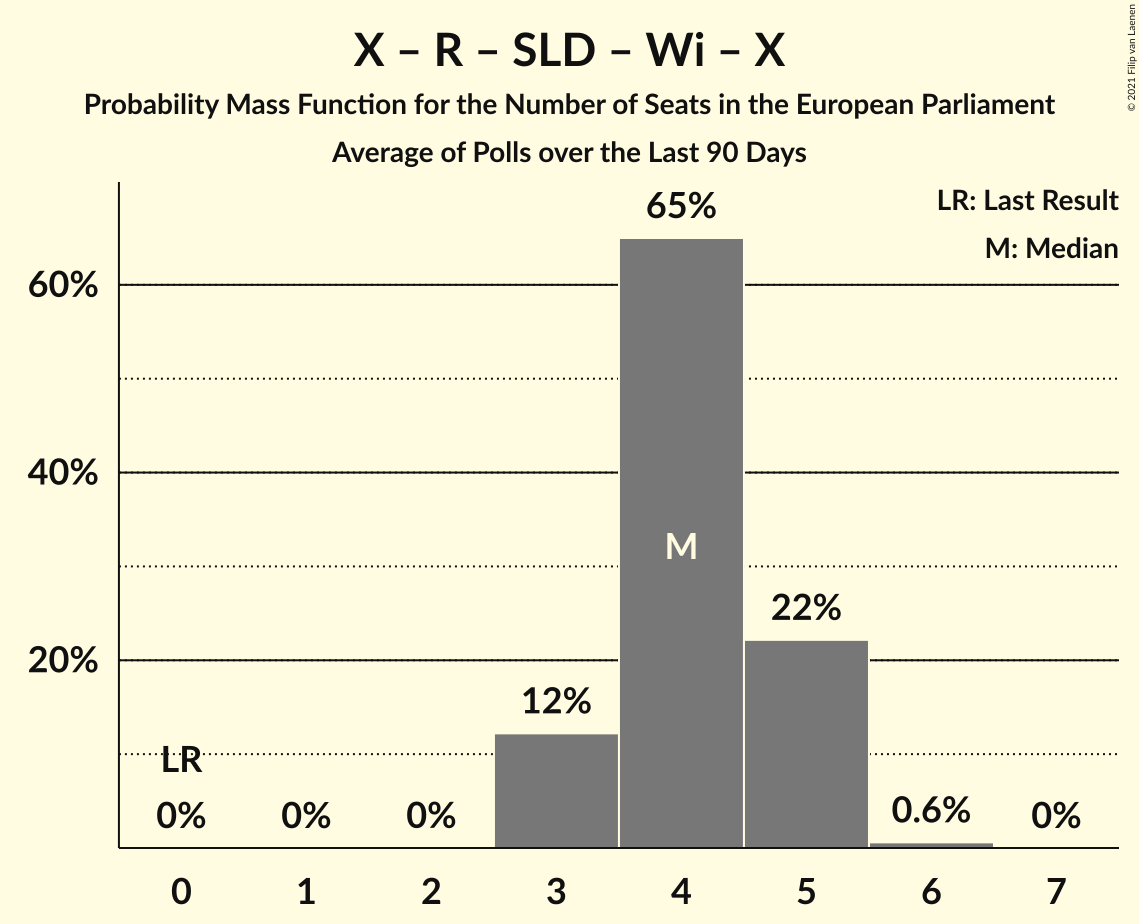 © 2021 Filip van Laenen
X – R – SLD – Wi – X
Probability Mass Function for the Number of Seats in the European Parliament
Average of Polls over the Last 90 Days
LR: Last Result
M: Median
65%
60%
40%
M
22%
20%
12%
LR
0%
0%
0%
0.6%
0%
0
1
2
3
4
5
6
7